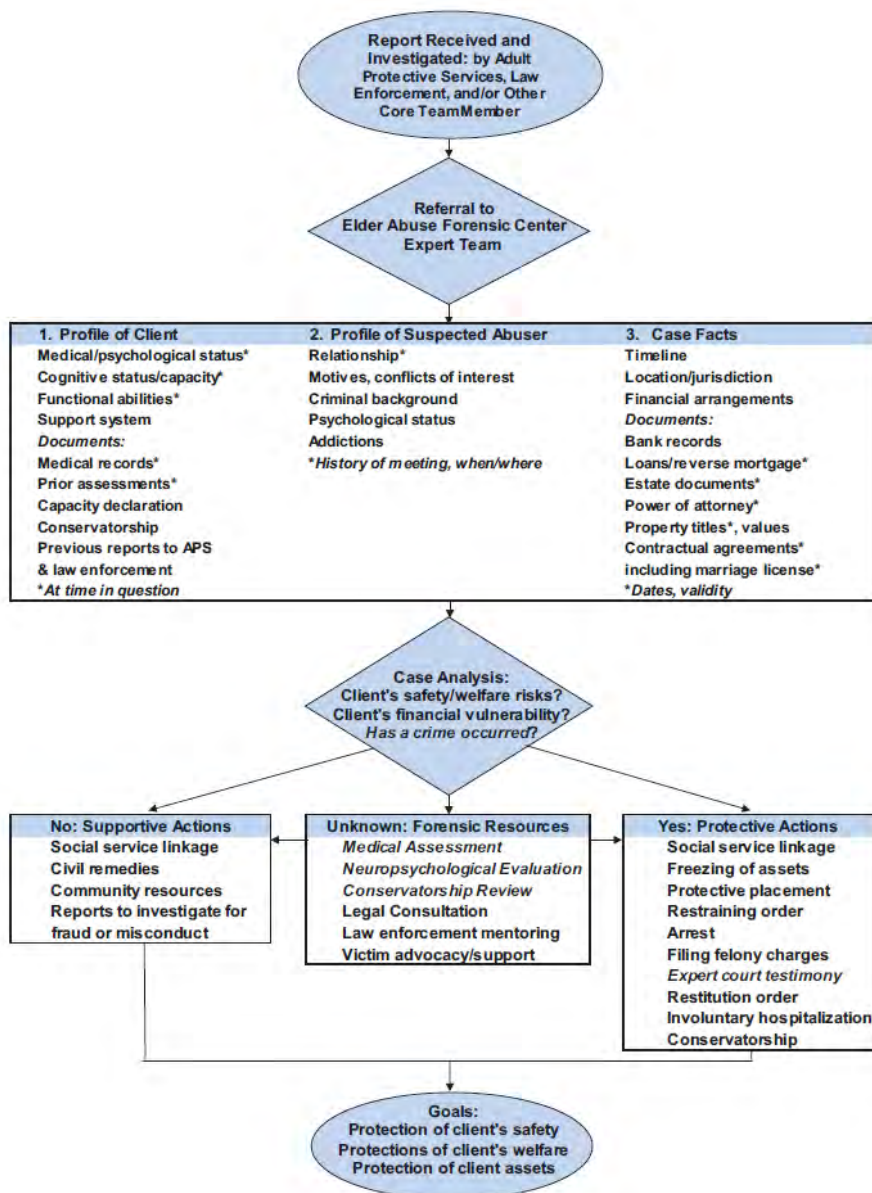 Report Received and
Investigated: by Adult
Protective Services, Law
Enforcement, and/or Other
Core TeamMember
Referral to
Elder Abuse Forensic Center
Expert Team
1. Profile of Client
Medical/psychological status*
Cognitive status/capacity*
Functional abilities*
Support system
Documents:
Medical records*
Prior assessments*
Capacity declaration
Conservatorship
Previous reports to APS
& law enforcement
*At time in question
2. Profile of Suspected Abuser
Relationship*
Motives, conflicts of interest
Criminal background
Psychological status
Addictions
*History of meeting, when/where
3. Case Facts
Timeline
Location/jurisdiction
Financial arrangements
Documents:
Bank records
Loans/reverse mortgage*
Estate documents*
Power of attorney*
Property titles*, values
Contractual agreements*
including marriage license*
*Dates, validity
Case Analysis:
Client's safety/welfare risks?
Client's financial vulnerability?
Has a crime occurred?
No: Supportive Actions
Social service linkage
Civil remedies
Community resources
Reports to investigate for
fraud or misconduct
Unknown: Forensic Resources
Medical Assessment
Neuropsychological Evaluation
Conservatorship Review
Legal Consultation
Law enforcement mentoring
Victim advocacy/support
Yes: Protective Actions
Social service linkage
Freezing of assets
Protective placement
Restraining order
Arrest
Filing felony charges
Expert court testimony
Restitution order
Involuntary hospitalization
Conservatorship
Goals:
Protection of client's safety
Protections of client's welfare
Protection of client assets